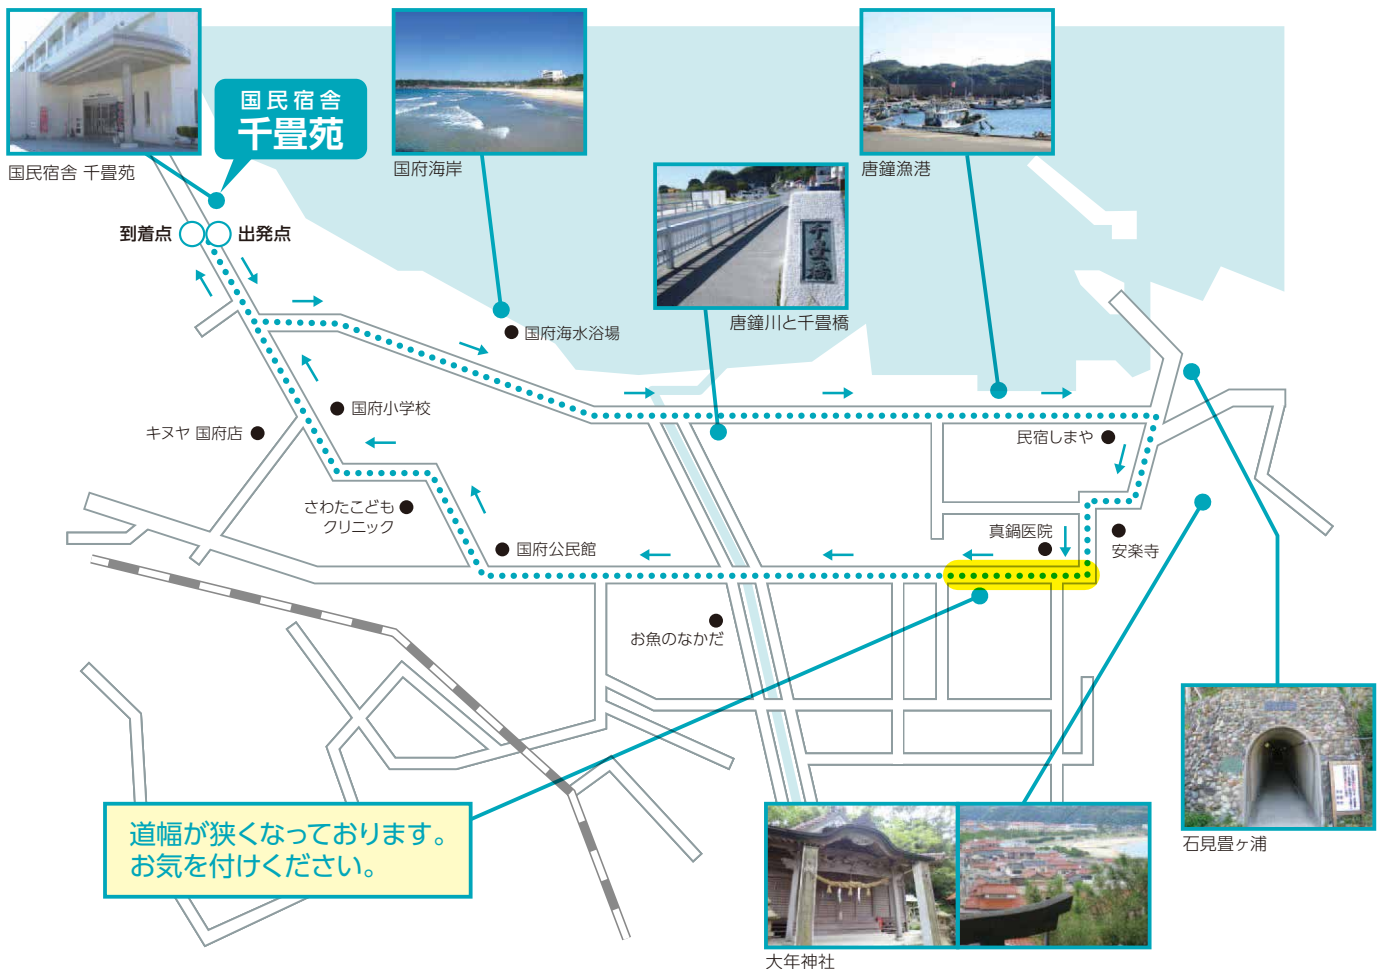 国民宿舎
千畳苑
国民宿舎 千畳苑
国府海岸
唐鐘漁港
千畳橋
唐鐘川と千畳橋
到着点
出発点
国府海水浴場
国府小学校
キヌヤ 国府店
民宿しまや
さわたこども
クリニック
真鍋医院
国府公民館
安楽寺
お魚のなかだ
道幅が狭くなっております。
お気を付けください。
石見畳ヶ浦
大年神社